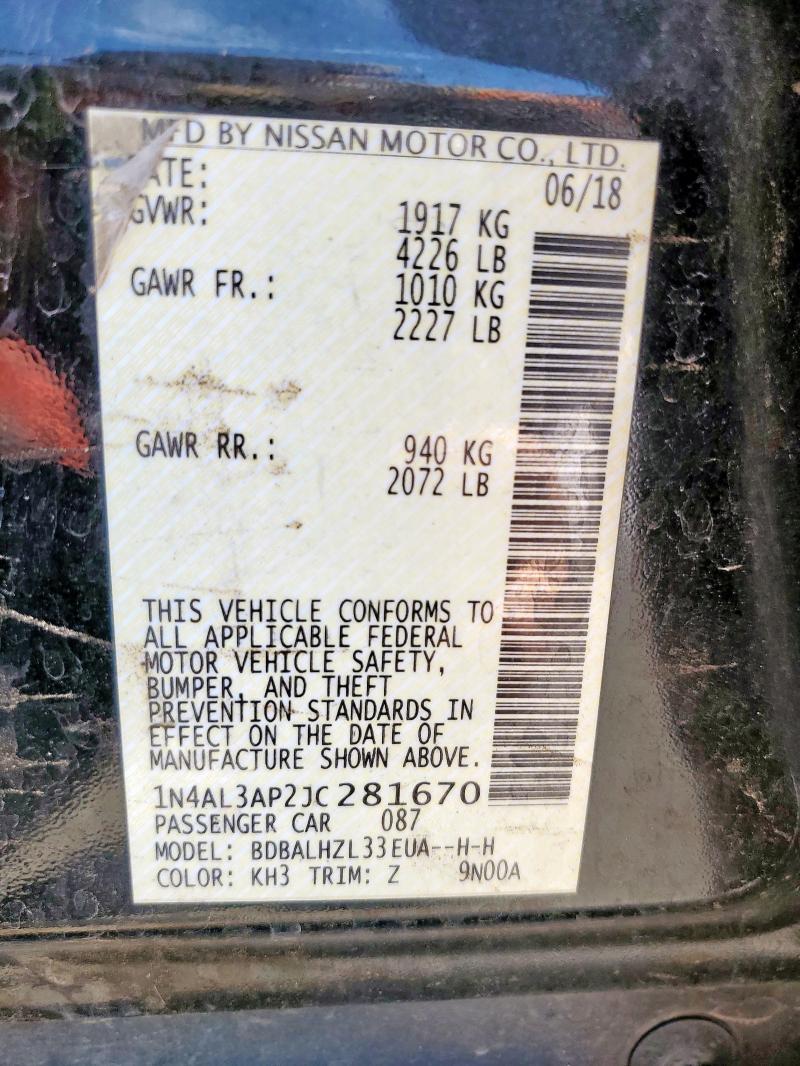 MFD BY NISSAN MOTOR CO., LTD.
ATE: 06/18
GVWR: 1917 KG
4226 LB
GAWR FR.: 1010 KG
2227 LB
GAWR RR.: 940 KG
2072 LB
THIS VEHICLE CONFORMS TO
ALL APPLICABLE FEDERAL
MOTOR VEHICLE SAFETY,
BUMPER, AND THEFT
PREVENTION STANDARDS IN
EFFECT ON THE DATE OF
MANUFACTURE SHOWN ABOVE.
1N4AL3AP2JC281670
PASSENGER CAR 087
MODEL: BDBALHZL33EUA--H-H
COLOR: KH3 TRIM: Z 9N00A